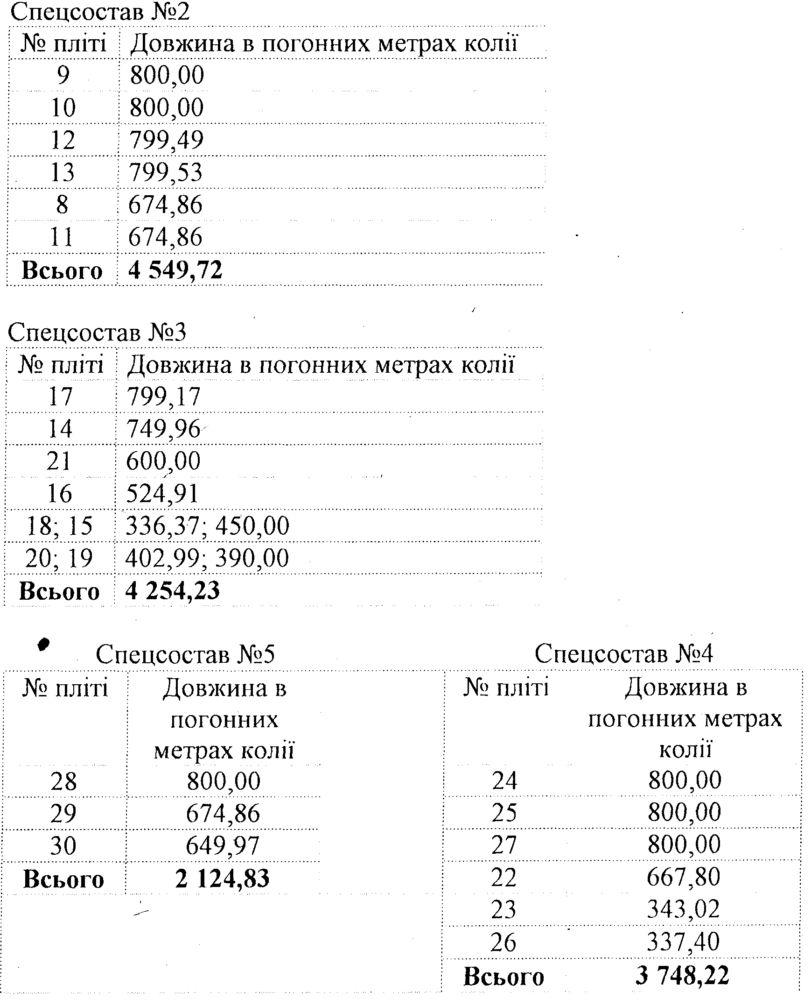 Спецсостав №2
№ пліті Довжина в погонних метрах колії
9 800,00
10 800,00
12 799,49
13 799,53
8 674,86
11 674,86
Всього 4 549,72
Спецсостав №3
№ пліті Довжина в погонних метрах колії
17 799,17
14 749,96
21 600,00
16 524,91
18; 15 336,37; 450,00
20; 19 402,99; 390,00
Всього 4 254,23
Спецсостав №5
№ пліті Довжина в
погонних
метрах колії
28 800,00
29 674,86
30 649,97
Всього 2 124,83
Спецсостав №4
№ пліті Довжина в
погонних метрах
колії
24 800,00
25 800,00
27 800,00
22 667,80
23 343,02
26 337,40
Всього 3 748,22